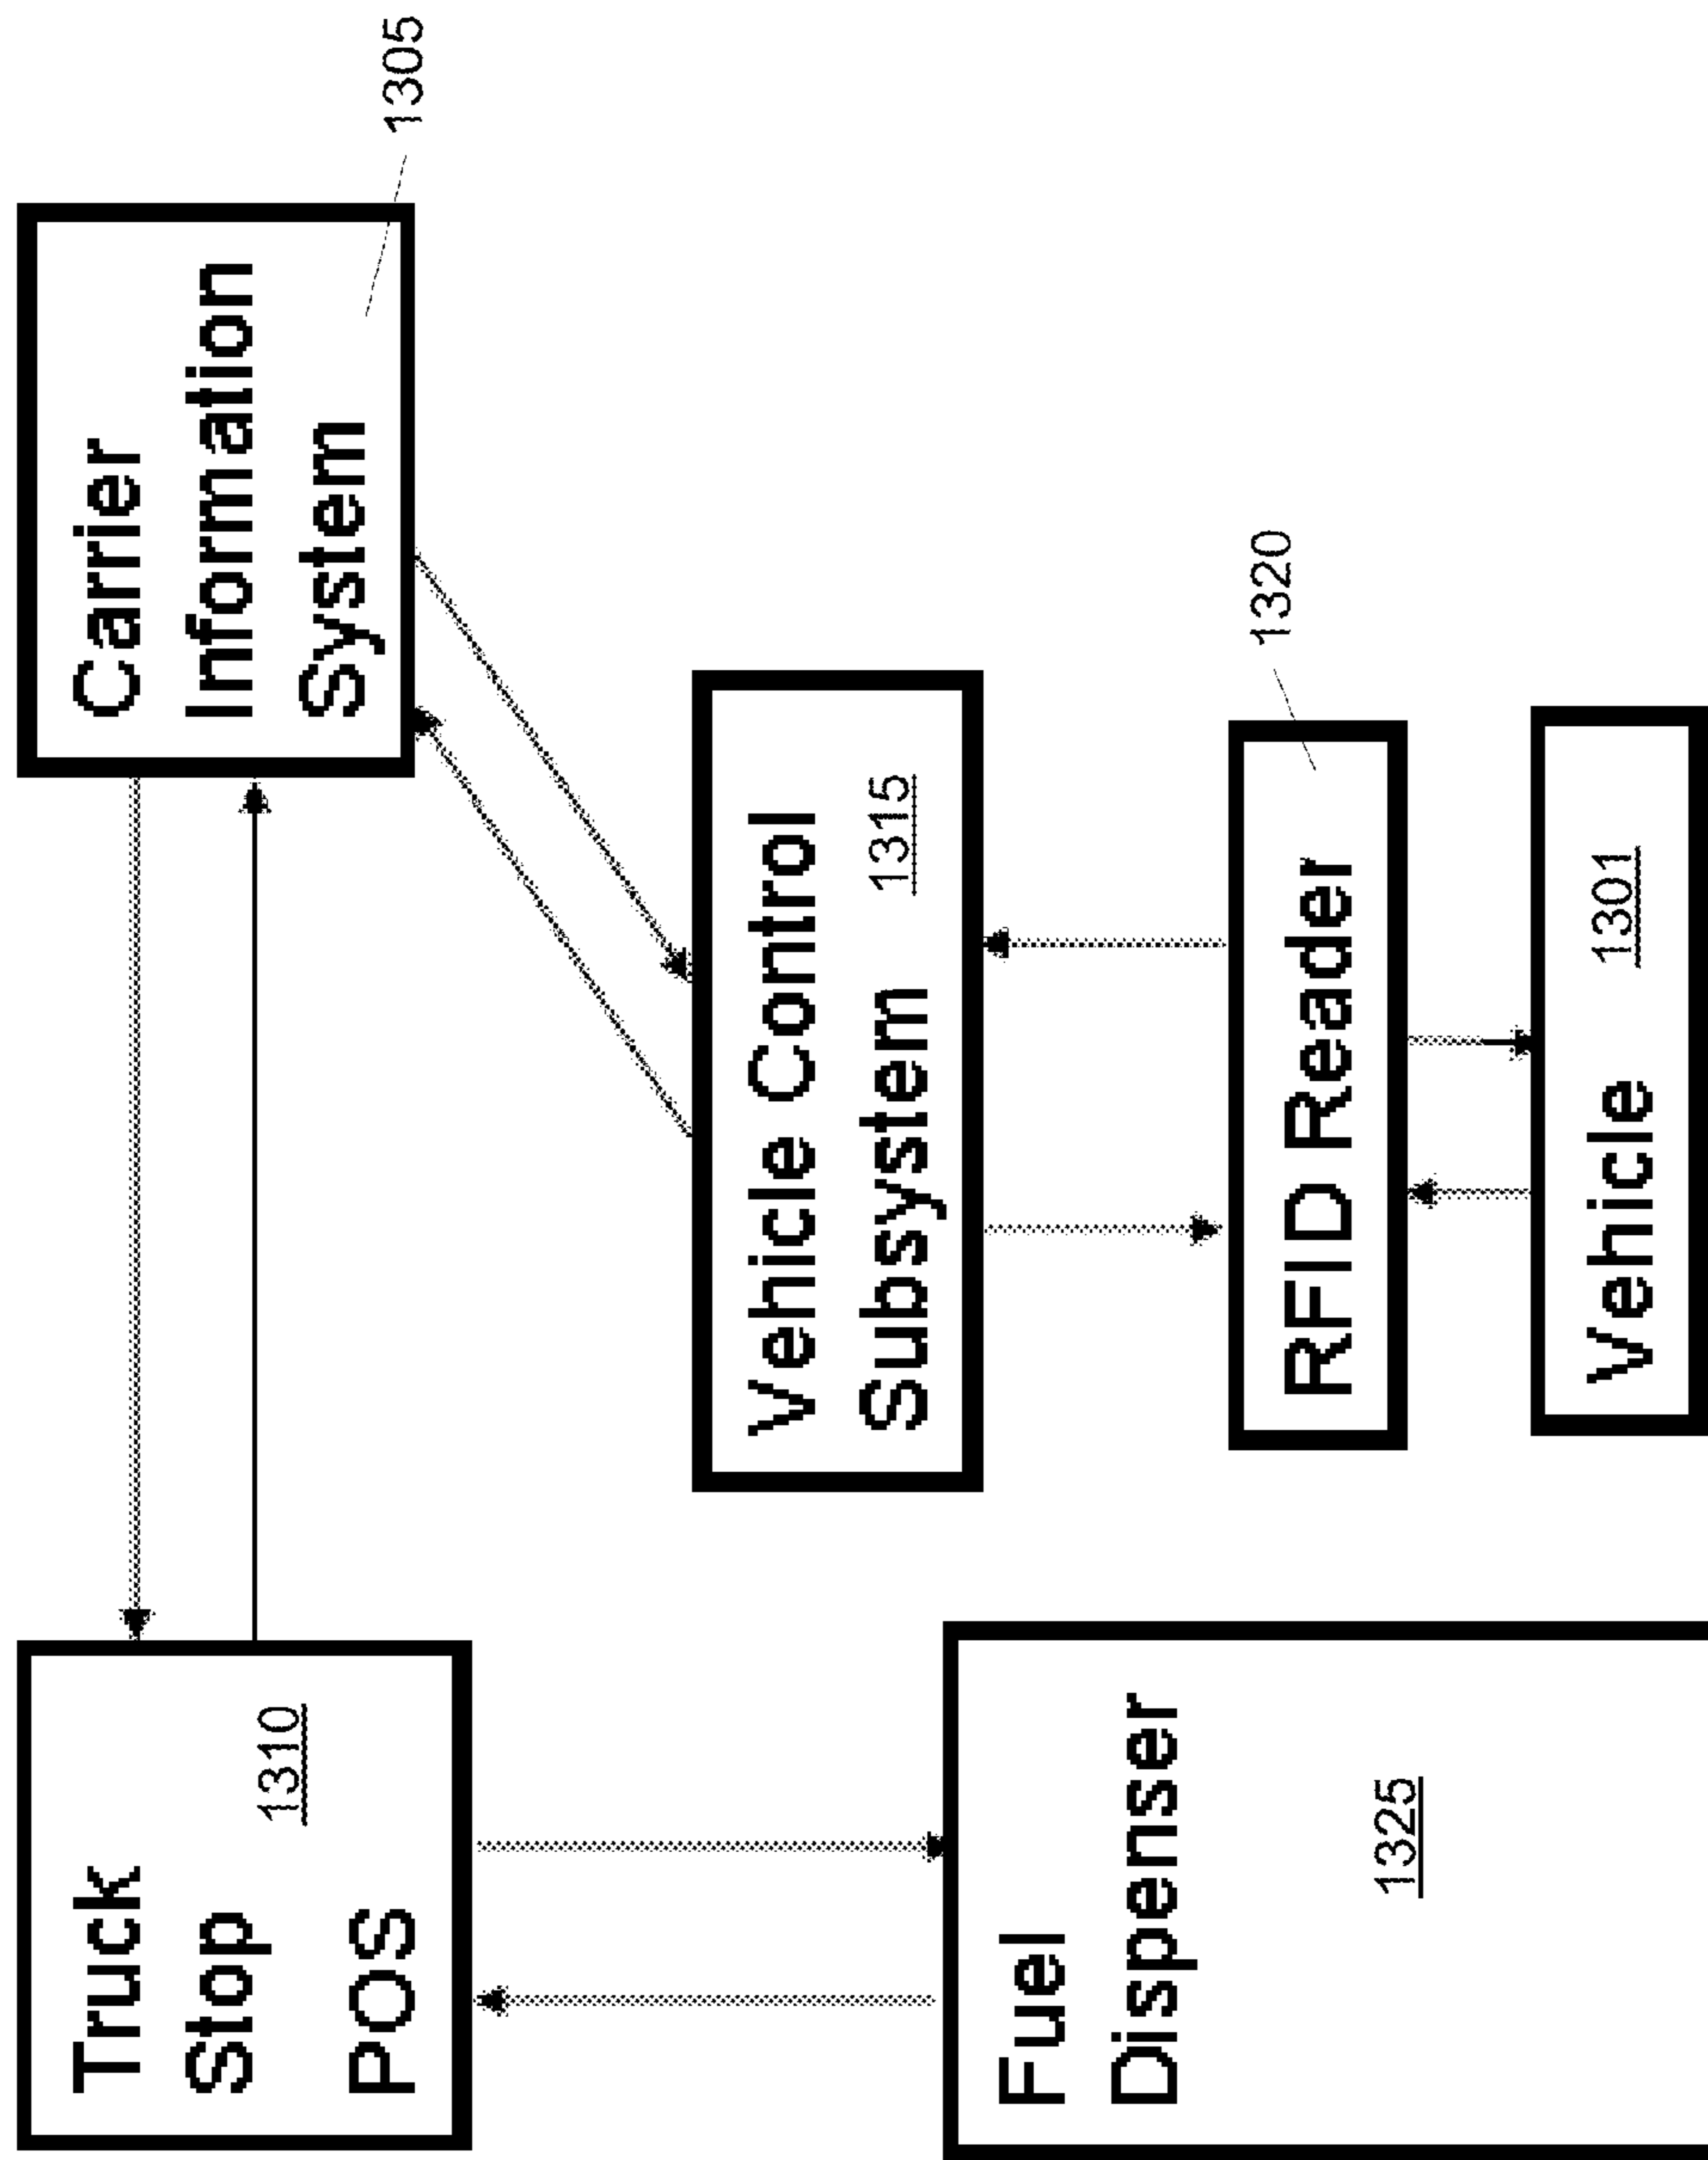 Truck
Stop
1310
POS
Carrier
Information
System
1305
Vehicle Control
Subsystem 1315
Fuel
Dispenser
1325
RFID Reader
1320
Vehicle 1301